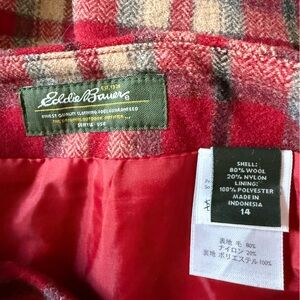 EST. 1920
Eddie Bauer
FINEST QUALITY CLOTHING FULLY GUARANTEED
THE ORIGINAL OUTDOOR OUTFITTER
SEATTLE - USA
SHELL:
80% WOOL
20% NYLON
LINING:
100% POLYESTER
MADE IN
INDONESIA
14
表地 毛 80%
ナイロン 20%
裏地 ポリエステル 100%